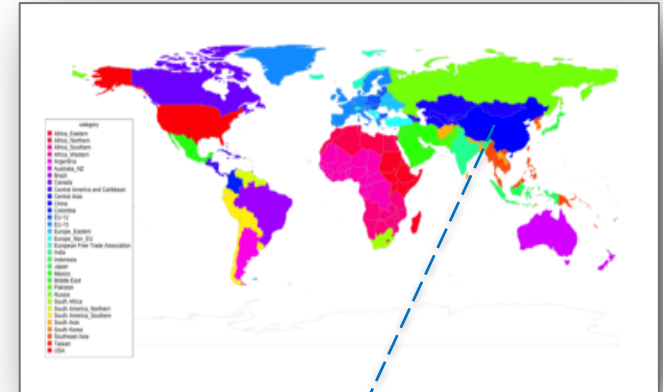 category
Africa_Eastern
Africa_Northern
Africa_Southern
Africa_Western
Argentina
Australia_NZ
Brazil
Canada
Central America and Caribbean
Central Asia
China
Colombia
EU-12
EU-15
Europe_Eastern
Europe_Non_EU
European Free Trade Association
India
Indonesia
Japan
Mexico
Middle East
Pakistan
Russia
South Africa
South America_Northern
South America_Southern
South Asia
South Korea
Southeast Asia
Taiwan
USA